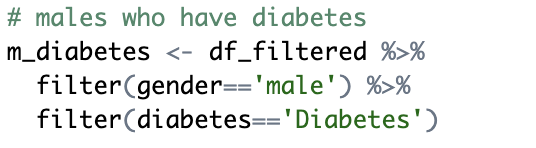 # males who have diabetes
m_diabetes <- df_filtered %>%
  filter(gender=='male') %>%
  filter(diabetes=='Diabetes')